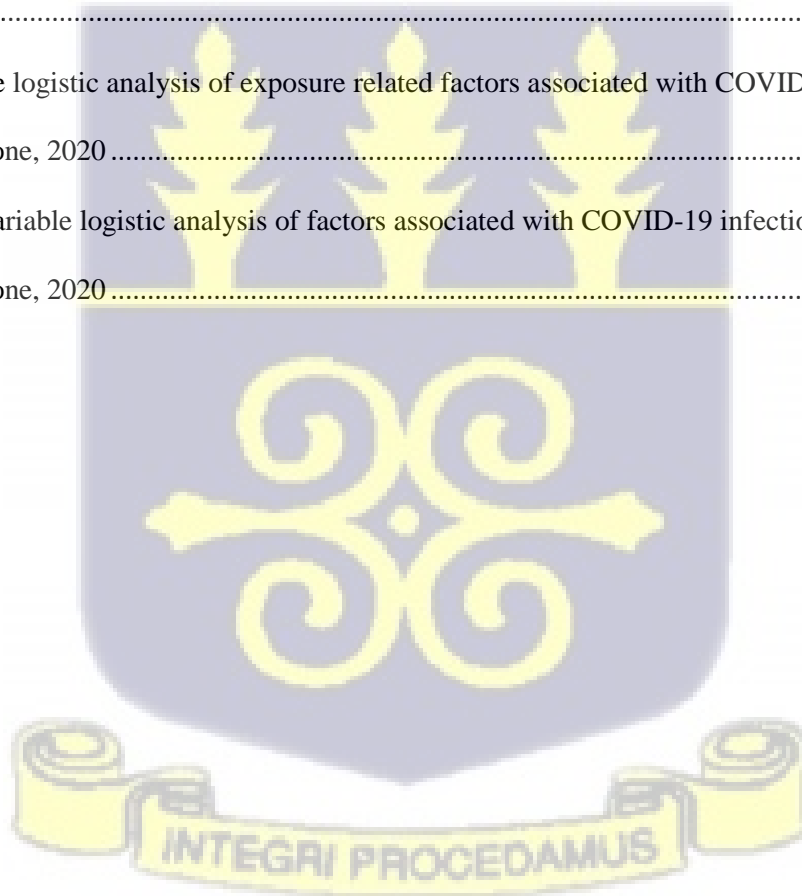 ..........................................................................................................
e logistic analysis of exposure related factors associated with COVID
one, 2020 ..........................................................................................
ariable logistic analysis of factors associated with COVID-19 infectio
one, 2020 ..........................................................................................
INTEGRI PROCEDAMUS